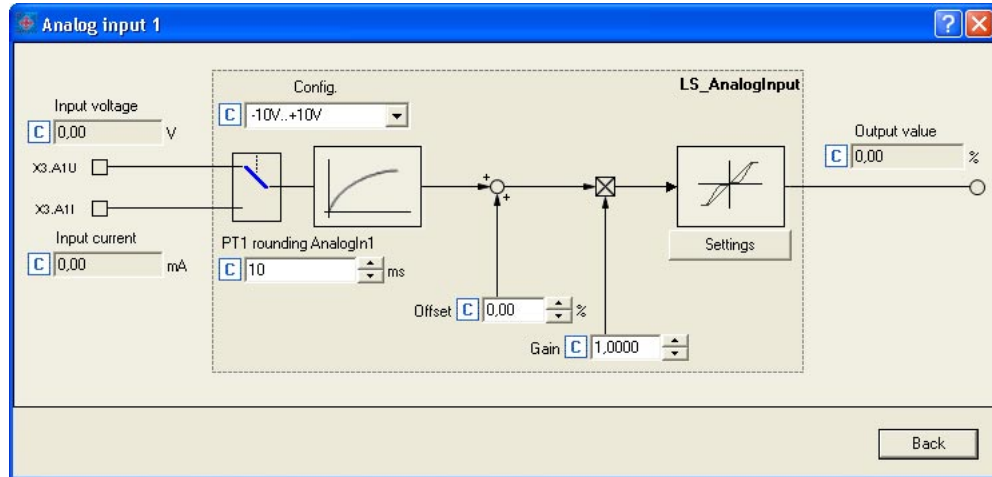 Analog input 1
Config.
LS_AnalogInput
Input voltage
C -10V..+10V
C 0,00 V
Output value
C 0,00 %
X3.A1U
X3.A1I
Input current
PT1 rounding AnalogIn1
Settings
C 0,00 mA
C 10 ms
Offset C 0,00 %
Gain C 1,0000
Back